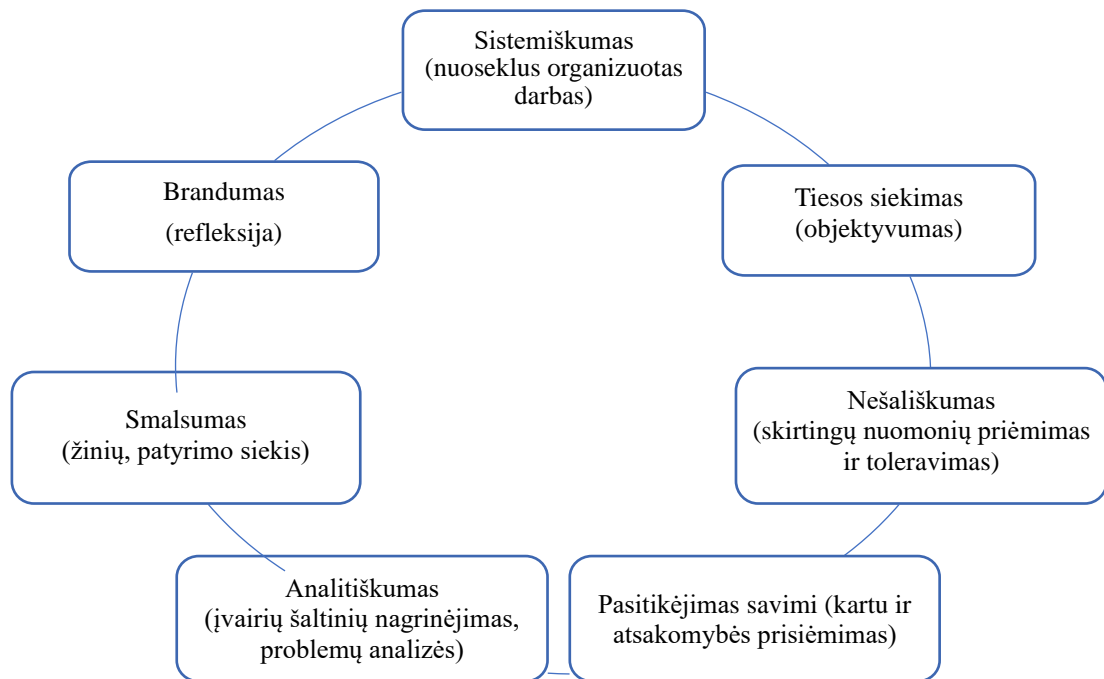 Sistemiškumas
(nuoseklus organizuotas
darbas)
Tiesos siekimas
(objektyvumas)
Nešališkumas
(skirtingų nuomonių priėmimas
ir toleravimas)
Pasitikėjimas savimi (kartu ir
atsakomybės prisiėmimas)
Analitiškumas
(įvairių šaltinių nagrinėjimas,
problemų analizės)
Smalsumas
(žinių, patyrimo siekis)
Brandumas
(refleksija)